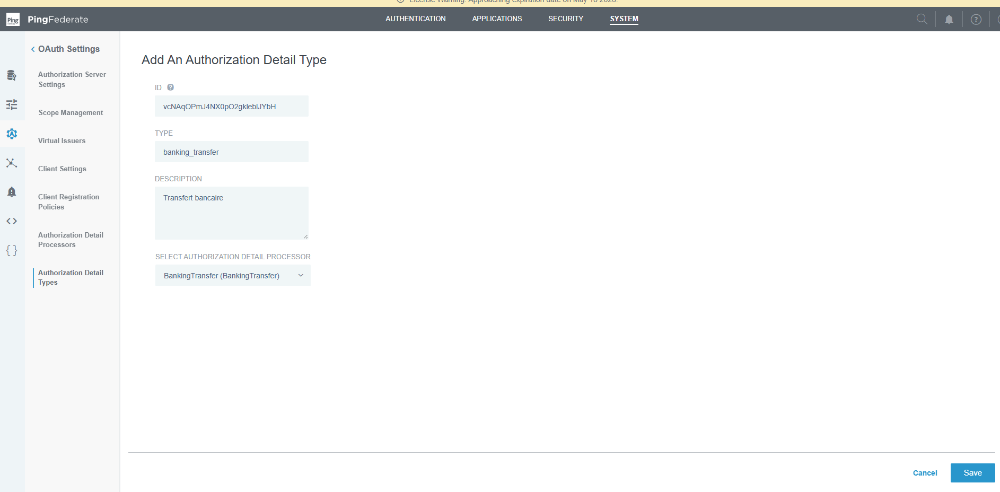 License Warning: Approaching expiration date on May 18 2026.
Ping
PingFederate
AUTHENTICATION
APPLICATIONS
SECURITY
SYSTEM
OAuth Settings
Authorization Server
Settings
Scope Management
Virtual Issuers
Client Settings
Client Registration
Policies
Authorization Detail
Processors
Authorization Detail
Types
Add An Authorization Detail Type
ID
TYPE
banking_transfer
DESCRIPTION
Transfert bancaire
SELECT AUTHORIZATION DETAIL PROCESSOR
BankingTransfer (BankingTransfer)
Cancel
Save